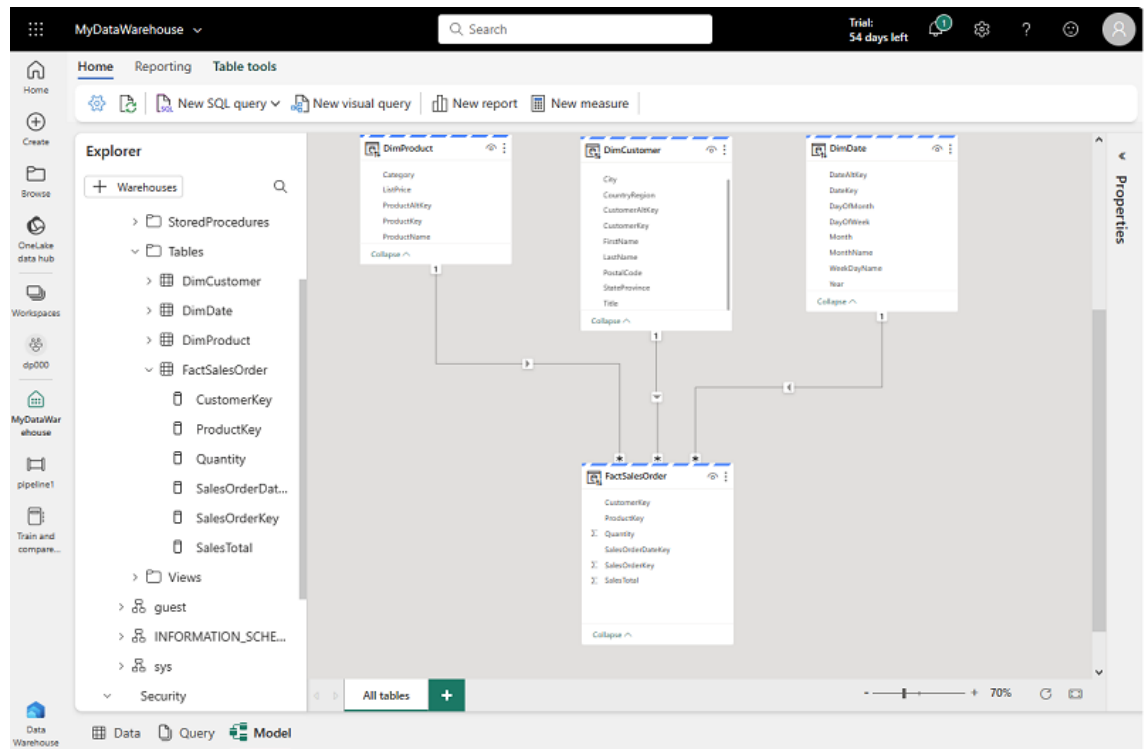 MyDataWarehouse
Search
Trial:
54 days left
1
?
Home
Create
Browse
OneLake
data hub
Workspaces
dp000
MyDataWar
ehouse
pipeline1
Train and
compare...
Data
Warehouse
Home Reporting Table tools
New SQL query New visual query New report New measure
Explorer
+ Warehouses
StoredProcedures
Tables
DimCustomer
DimDate
DimProduct
FactSalesOrder
CustomerKey
ProductKey
Quantity
SalesOrderDat...
SalesOrderKey
SalesTotal
Views
guest
INFORMATION_SCHE...
sys
Security
DimProduct
Category
ListPrice
ProductAltKey
ProductKey
ProductName
Collapse
1
DimCustomer
City
CountryRegion
CustomerAltKey
CustomerKey
FirstName
LastName
PostalCode
StateProvince
Title
Collapse
1
DimDate
DateAltKey
DateKey
DayOfMonth
DayOfWeek
Month
MonthName
WeekDayName
Year
Collapse
1
* * *
FactSalesOrder
CustomerKey
ProductKey
Σ Quantity
SalesOrderDateKey
Σ SalesOrderKey
Σ SalesTotal
Collapse
Properties
All tables +
- + 70%
Data Query Model